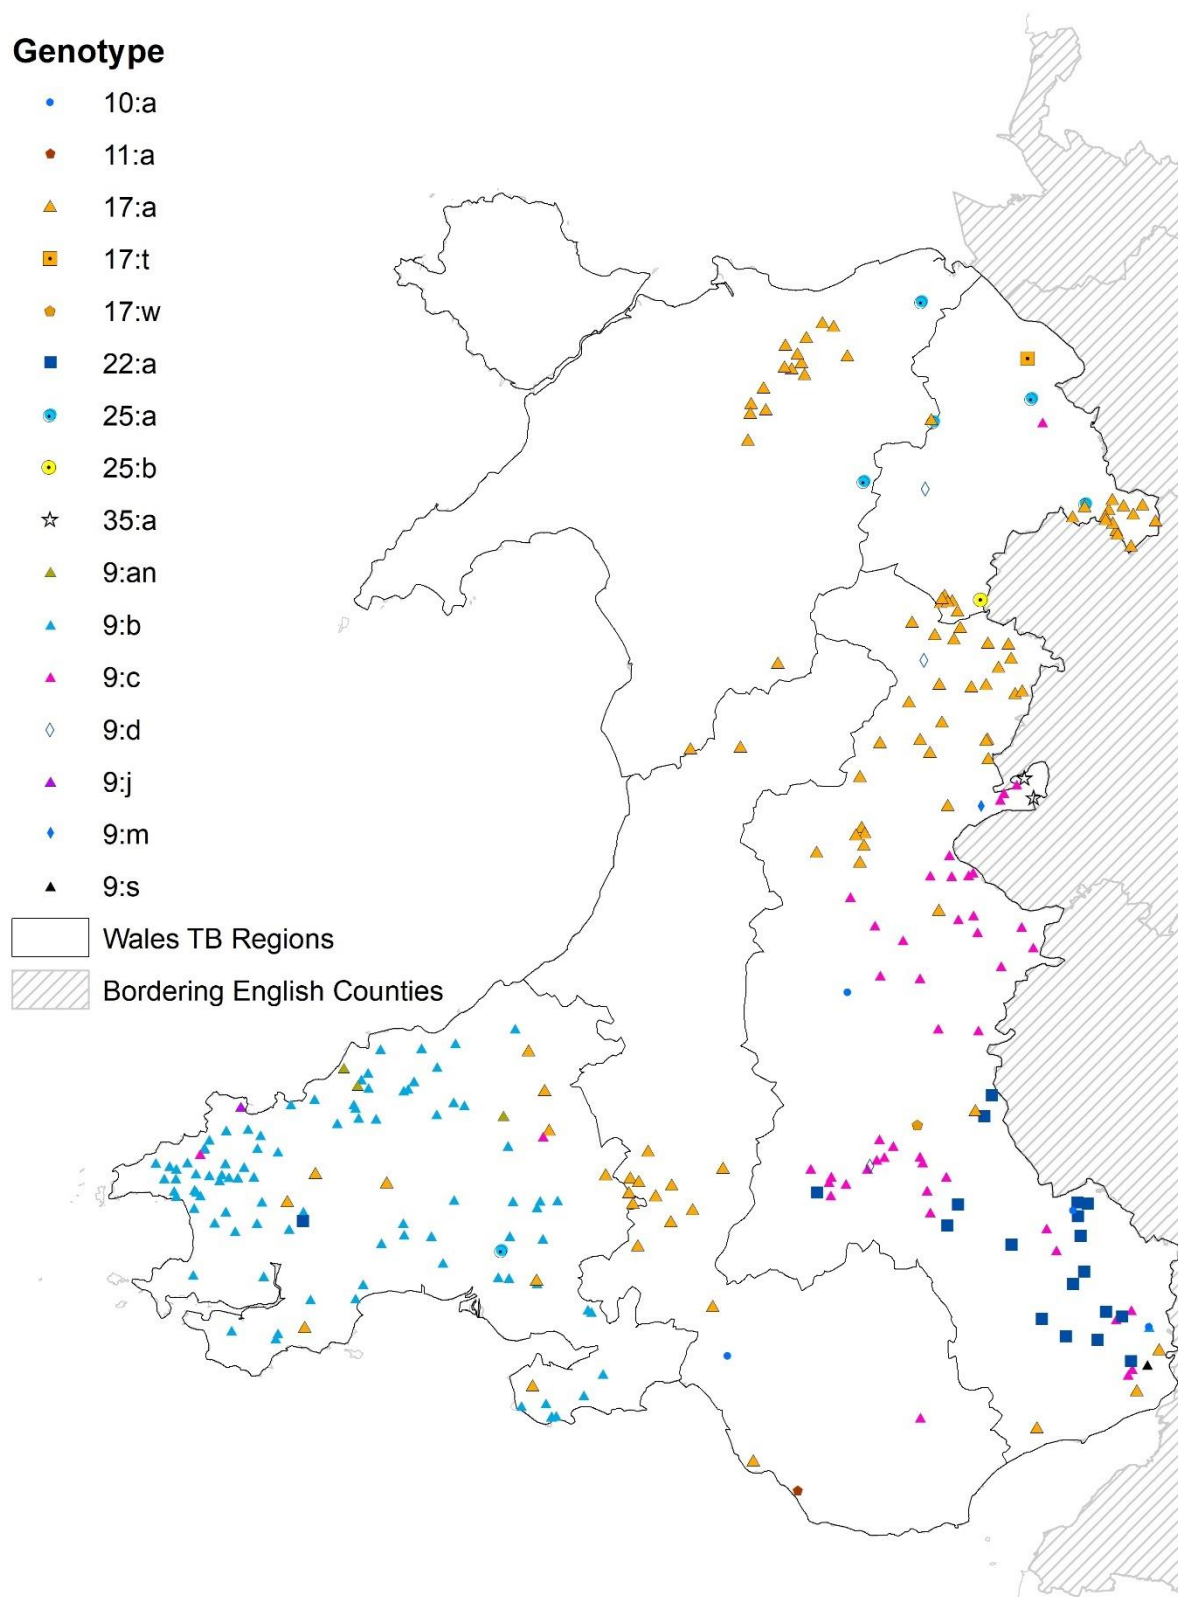 Genotype
10:a
11:a
17:a
17:t
17:w
22:a
25:a
25:b
35:a
9:an
9:b
9:c
9:d
9:j
9:m
9:s
Wales TB Regions
Bordering English Counties